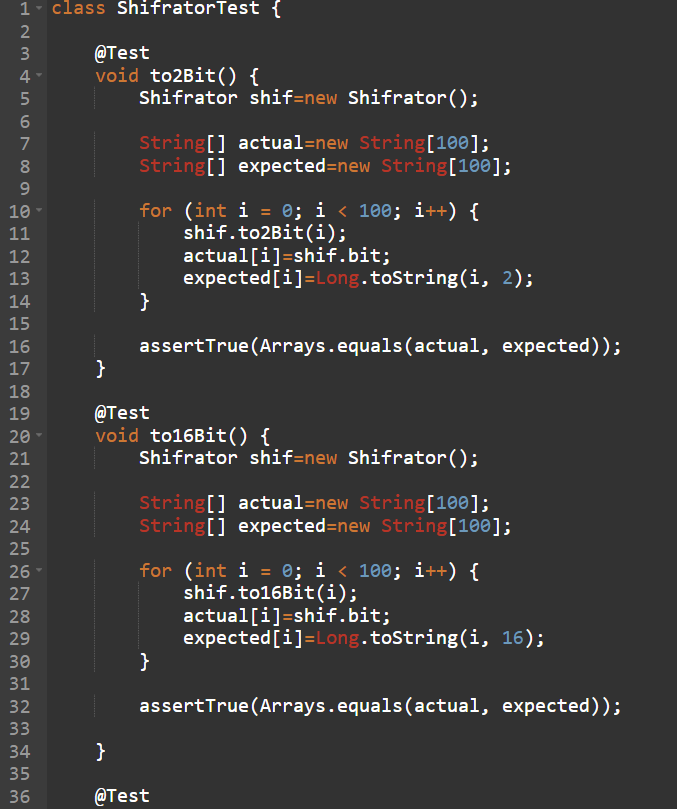 1 class ShifratorTest {
2
3 @Test
4 void to2Bit() {
5 Shifrator shif=new Shifrator();
6
7 String[] actual=new String[100];
8 String[] expected=new String[100];
9
10 for (int i = 0; i < 100; i++) {
11 shif.to2Bit(i);
12 actual[i]=shif.bit;
13 expected[i]=Long.toString(i, 2);
14 }
15
16 assertTrue(Arrays.equals(actual, expected));
17 }
18
19 @Test
20 void to16Bit() {
21 Shifrator shif=new Shifrator();
22
23 String[] actual=new String[100];
24 String[] expected=new String[100];
25
26 for (int i = 0; i < 100; i++) {
27 shif.to16Bit(i);
28 actual[i]=shif.bit;
29 expected[i]=Long.toString(i, 16);
30 }
31
32 assertTrue(Arrays.equals(actual, expected));
33
34 }
35
36 @Test